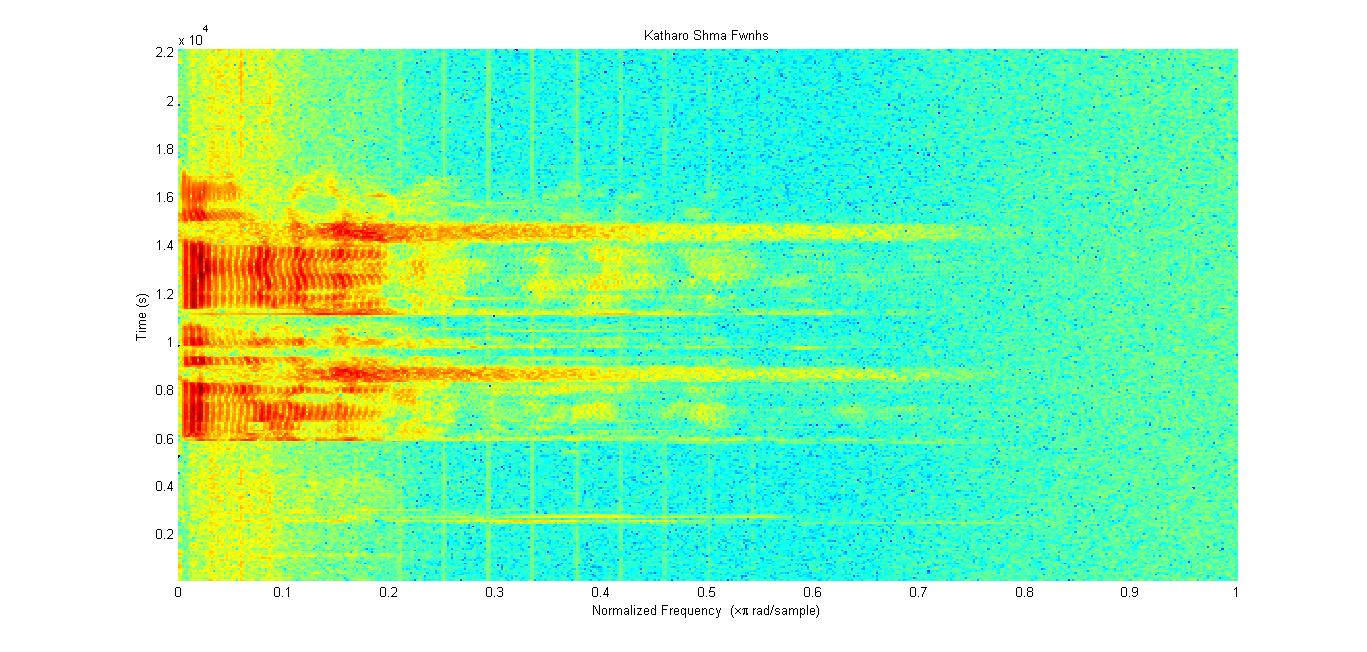 Katharo Shma Fwnhs
x 10^4
2.2
2
1.8
1.6
1.4
1.2
1
0.8
0.6
0.4
0.2
Time (s)
0 0.1 0.2 0.3 0.4 0.5 0.6 0.7 0.8 0.9 1
Normalized Frequency (×π rad/sample)